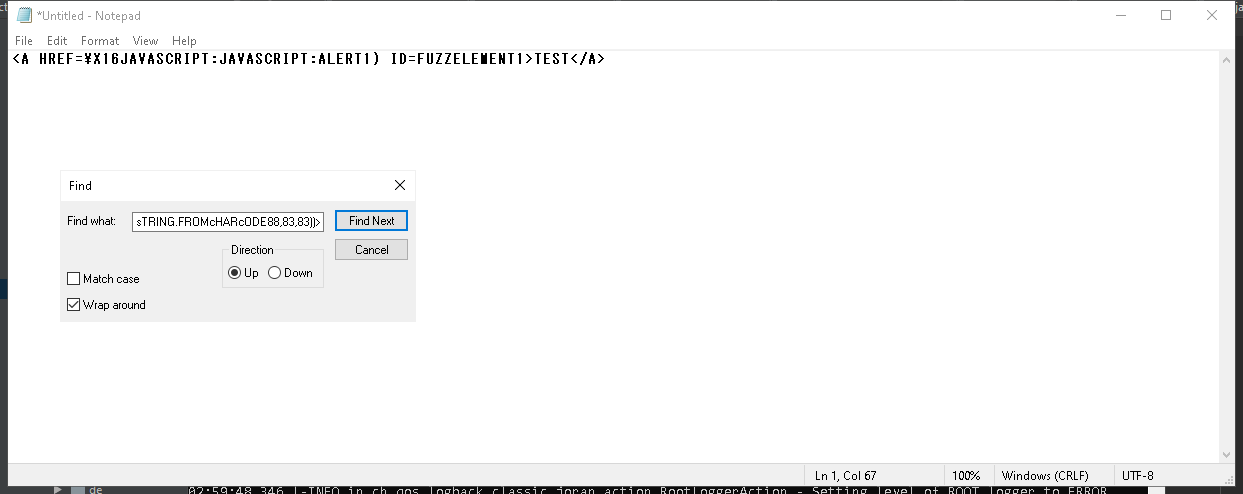 *Untitled - Notepad
File Edit Format View Help
<A HREF=¥X16JAVASCRIPT:JAVASCRIPT:ALERT1) ID=FUZZELEMENT1>TEST</A>
Find
Find what: sTRING.FROMcHARcODE88,83,83))> Find Next
Direction Cancel
Up Down
Match case
Wrap around
Ln 1, Col 67 100% Windows (CRLF) UTF-8
de 02:59:48,346 |-INFO in ch.qos.logback.classic.joran.action.RootLoggerAction - Setting level of ROOT logger to ERROR